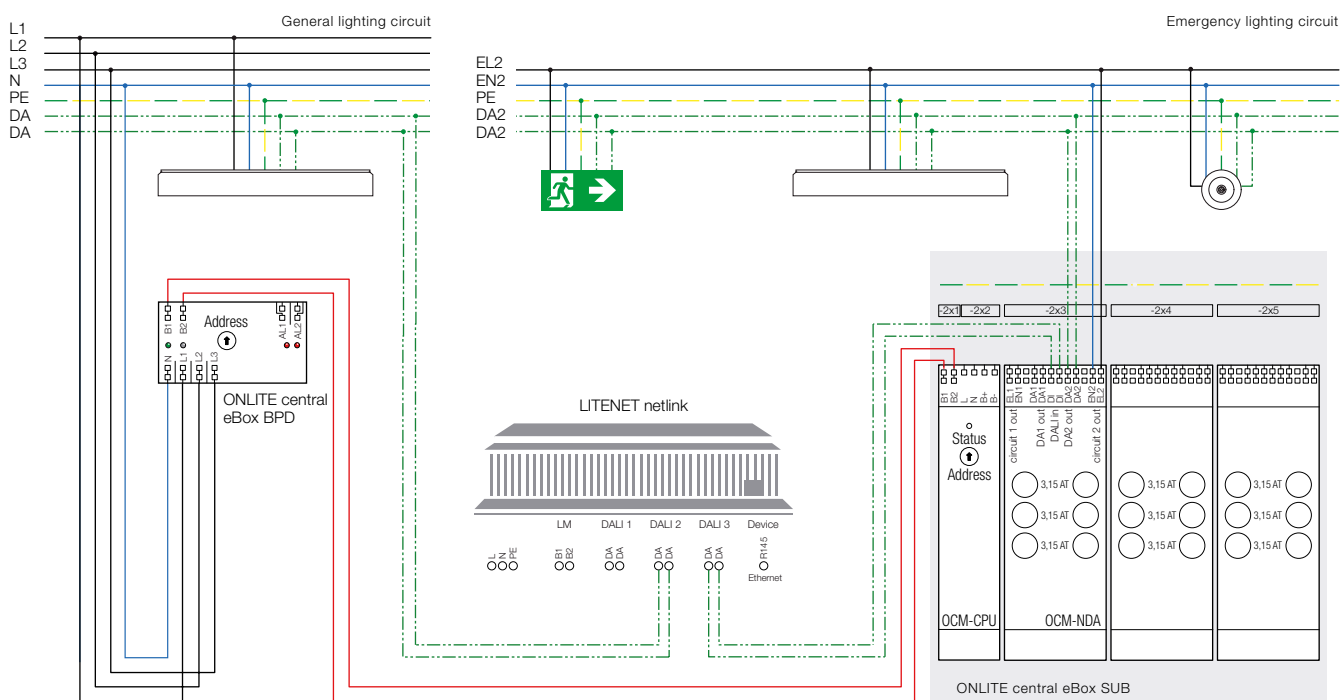 General lighting circuit
Emergency lighting circuit
L1
L2
L3
N
PE
DA
DA
EL2
EN2
PE
DA2
DA2
B1
B2
Address
AL1
AL2
N
L1
L2
L3
ONLITE central
eBox BPD
LITENET netlink
LM
DALI 1
DALI 2
DALI 3
Device
L
N
PE
B1
B2
DA
DA
DA
DA
DA
DA
R145
Ethernet
-2x1
-2x2
-2x3
-2x4
-2x5
B1
B2
L
N
B+
B-
EL1
EN1
DA1
DA1
DI
DI
DA2
DA2
EN2
EL2
circuit 1 out
DA1 out
DALI in
DA2 out
circuit 2 out
Status
Address
3,15 AT
3,15 AT
3,15 AT
3,15 AT
3,15 AT
3,15 AT
3,15 AT
3,15 AT
3,15 AT
OCM-CPU
OCM-NDA
ONLITE central eBox SUB